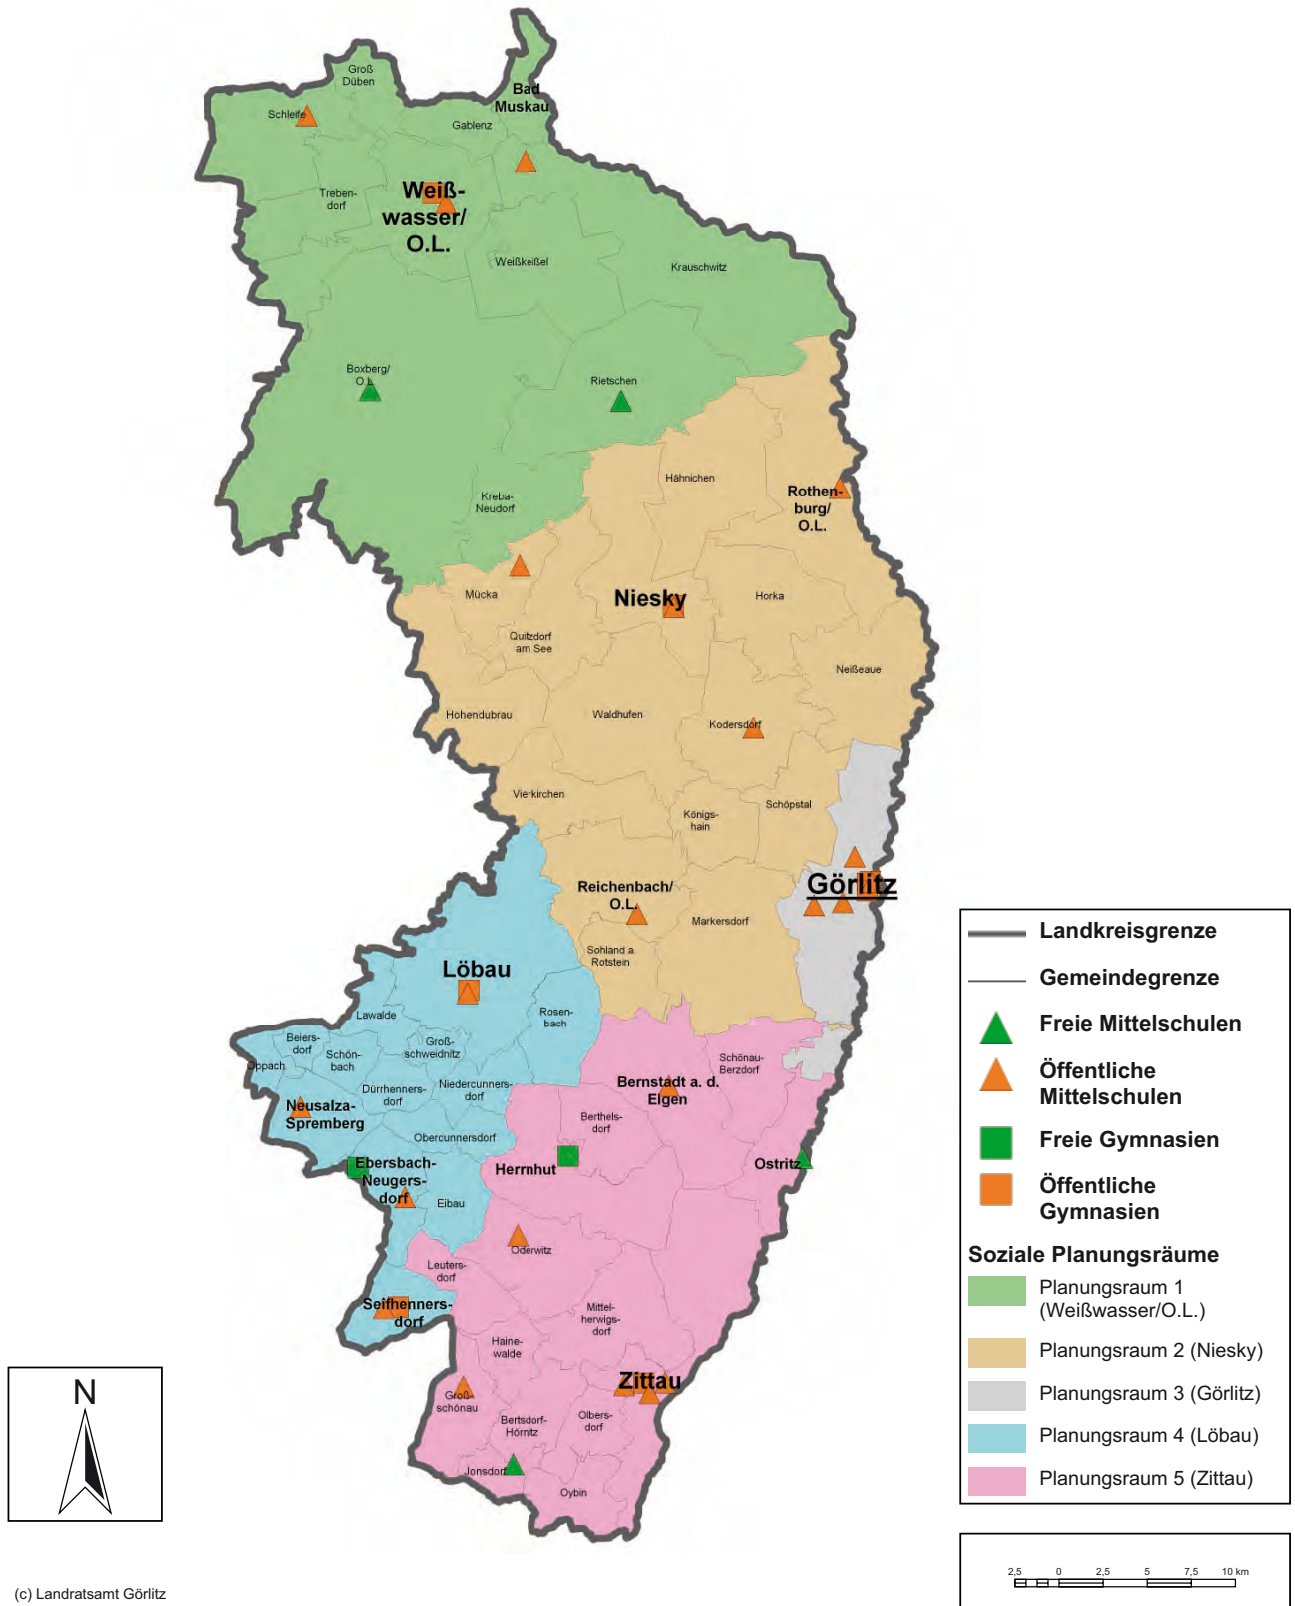 Groß
Düben
Bad
Muskau
Schleife
Gablenz
Treben-
dorf
Weiß-
wasser/
O.L.
Weißkeißel
Krauschwitz
Boxberg/
O.L.
Rietschen
Kreba-
Neudorf
Hähnichen
Rothen-
burg/
O.L.
Mücka
Niesky
Horka
Quitzdorf
am See
Neißeaue
Hohendubrau
Waldhufen
Kodersdorf
Vierkirchen
Königs-
hain
Schöpstal
Reichenbach/
O.L.
Görlitz
Markersdorf
Sohland a.
Rotstein
Löbau
Rosen-
bach
Lawalde
Beiers-
dorf
Oppach
Schön-
bach
Groß-
schweidnitz
Dürrhenners-
dorf
Niedercunners-
dorf
Neusalza-
Spremberg
Obercunnersdorf
Ebersbach-
Neugers-
dorf
Eibau
Schönau-
Berzdorf
Bernstadt a. d.
Eigen
Berthels-
dorf
Herrnhut
Ostritz
Oderwitz
Leuters-
dorf
Seifhenners-
dorf
Mittel-
herwigs-
dorf
Haine-
walde
Zittau
Groß-
schönau
Bertsdorf-
Hörnitz
Olbers-
dorf
Jonsdorf
Oybin
Landkreisgrenze
Gemeindegrenze
Freie Mittelschulen
Öffentliche
Mittelschulen
Freie Gymnasien
Öffentliche
Gymnasien
Soziale Planungsräume
Planungsraum 1
(Weißwasser/O.L.)
Planungsraum 2 (Niesky)
Planungsraum 3 (Görlitz)
Planungsraum 4 (Löbau)
Planungsraum 5 (Zittau)
N
2,5 0 2,5 5 7,5 10 km
(c) Landratsamt Görlitz